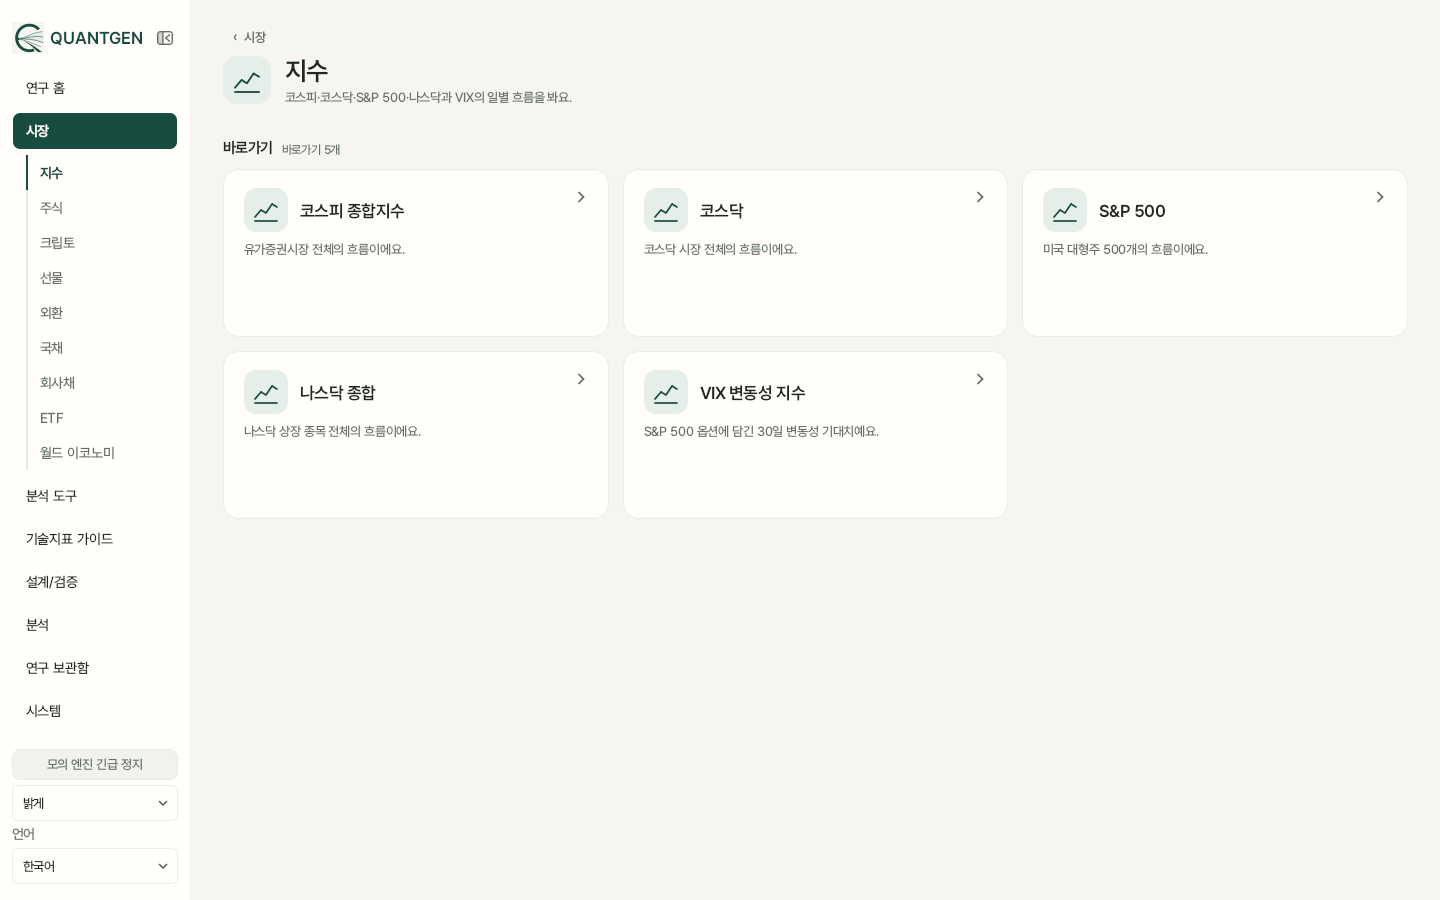 QUANTGEN
연구 홈
시장
지수
주식
크립토
선물
외환
국채
회사채
ETF
월드 이코노미
분석 도구
기술지표 가이드
설계/검증
분석
연구 보관함
시스템
모의 엔진 긴급 정지
밝게
언어
한국어
‹ 시장
지수
코스피·코스닥·S&P 500·나스닥과 VIX의 일별 흐름을 봐요.
바로가기 바로가기 5개
코스피 종합지수
유가증권시장 전체의 흐름이에요.
코스닥
코스닥 시장 전체의 흐름이에요.
S&P 500
미국 대형주 500개의 흐름이에요.
나스닥 종합
나스닥 상장 종목 전체의 흐름이에요.
VIX 변동성 지수
S&P 500 옵션에 담긴 30일 변동성 기대치예요.